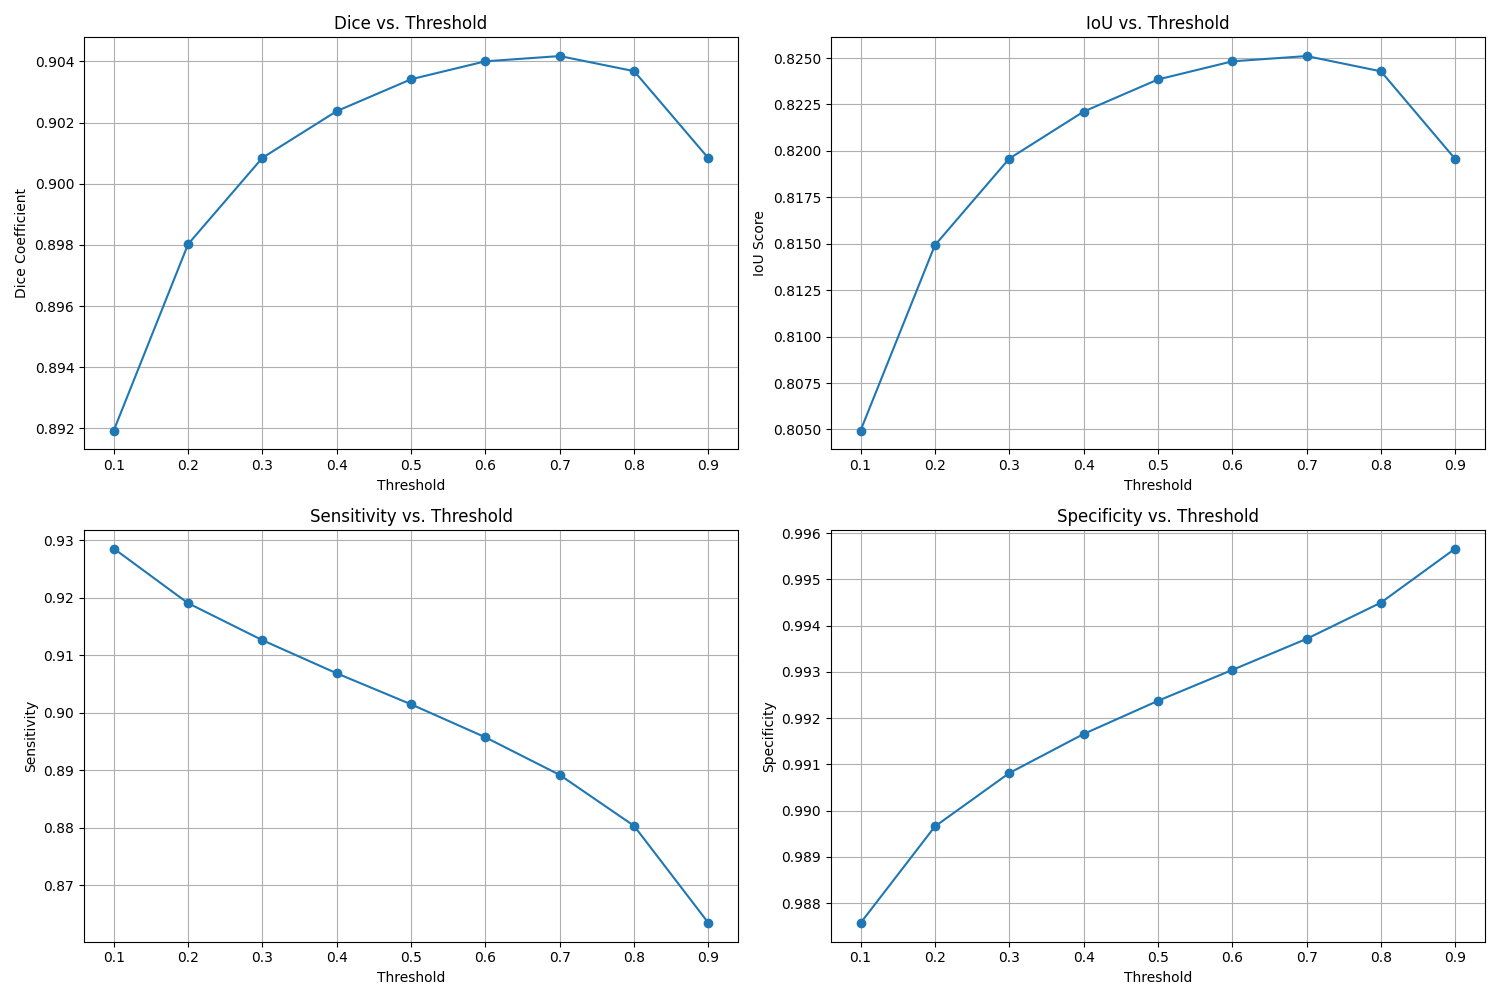 Dice vs. Threshold
Dice Coefficient
0.904
0.902
0.900
0.898
0.896
0.894
0.892
0.1 0.2 0.3 0.4 0.5 0.6 0.7 0.8 0.9
Threshold
IoU vs. Threshold
IoU Score
0.8250
0.8225
0.8200
0.8175
0.8150
0.8125
0.8100
0.8075
0.8050
0.1 0.2 0.3 0.4 0.5 0.6 0.7 0.8 0.9
Threshold
Sensitivity vs. Threshold
Sensitivity
0.93
0.92
0.91
0.90
0.89
0.88
0.87
0.1 0.2 0.3 0.4 0.5 0.6 0.7 0.8 0.9
Threshold
Specificity vs. Threshold
Specificity
0.996
0.995
0.994
0.993
0.992
0.991
0.990
0.989
0.988
0.1 0.2 0.3 0.4 0.5 0.6 0.7 0.8 0.9
Threshold